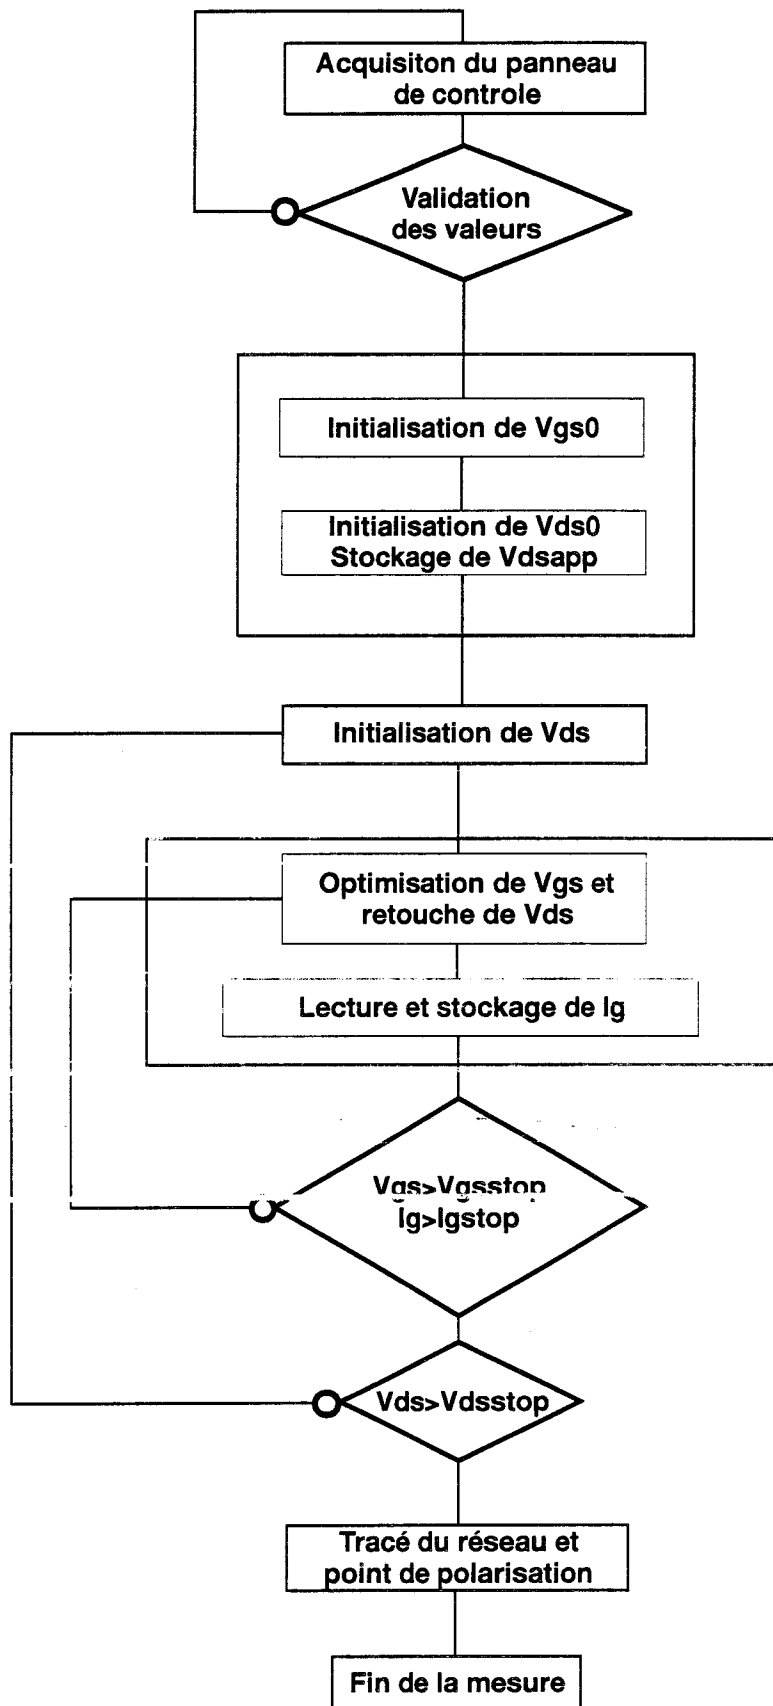 Acquisiton du panneau
de controle
Validation
des valeurs
Initialisation de Vgs0
Initialisation de Vds0
Stockage de Vdsapp
Initialisation de Vds
Optimisation de Vgs et
retouche de Vds
Lecture et stockage de Ig
Vgs>Vgsstop
Ig>Igstop
Vds>Vdsstop
Tracé du réseau et
point de polarisation
Fin de la mesure